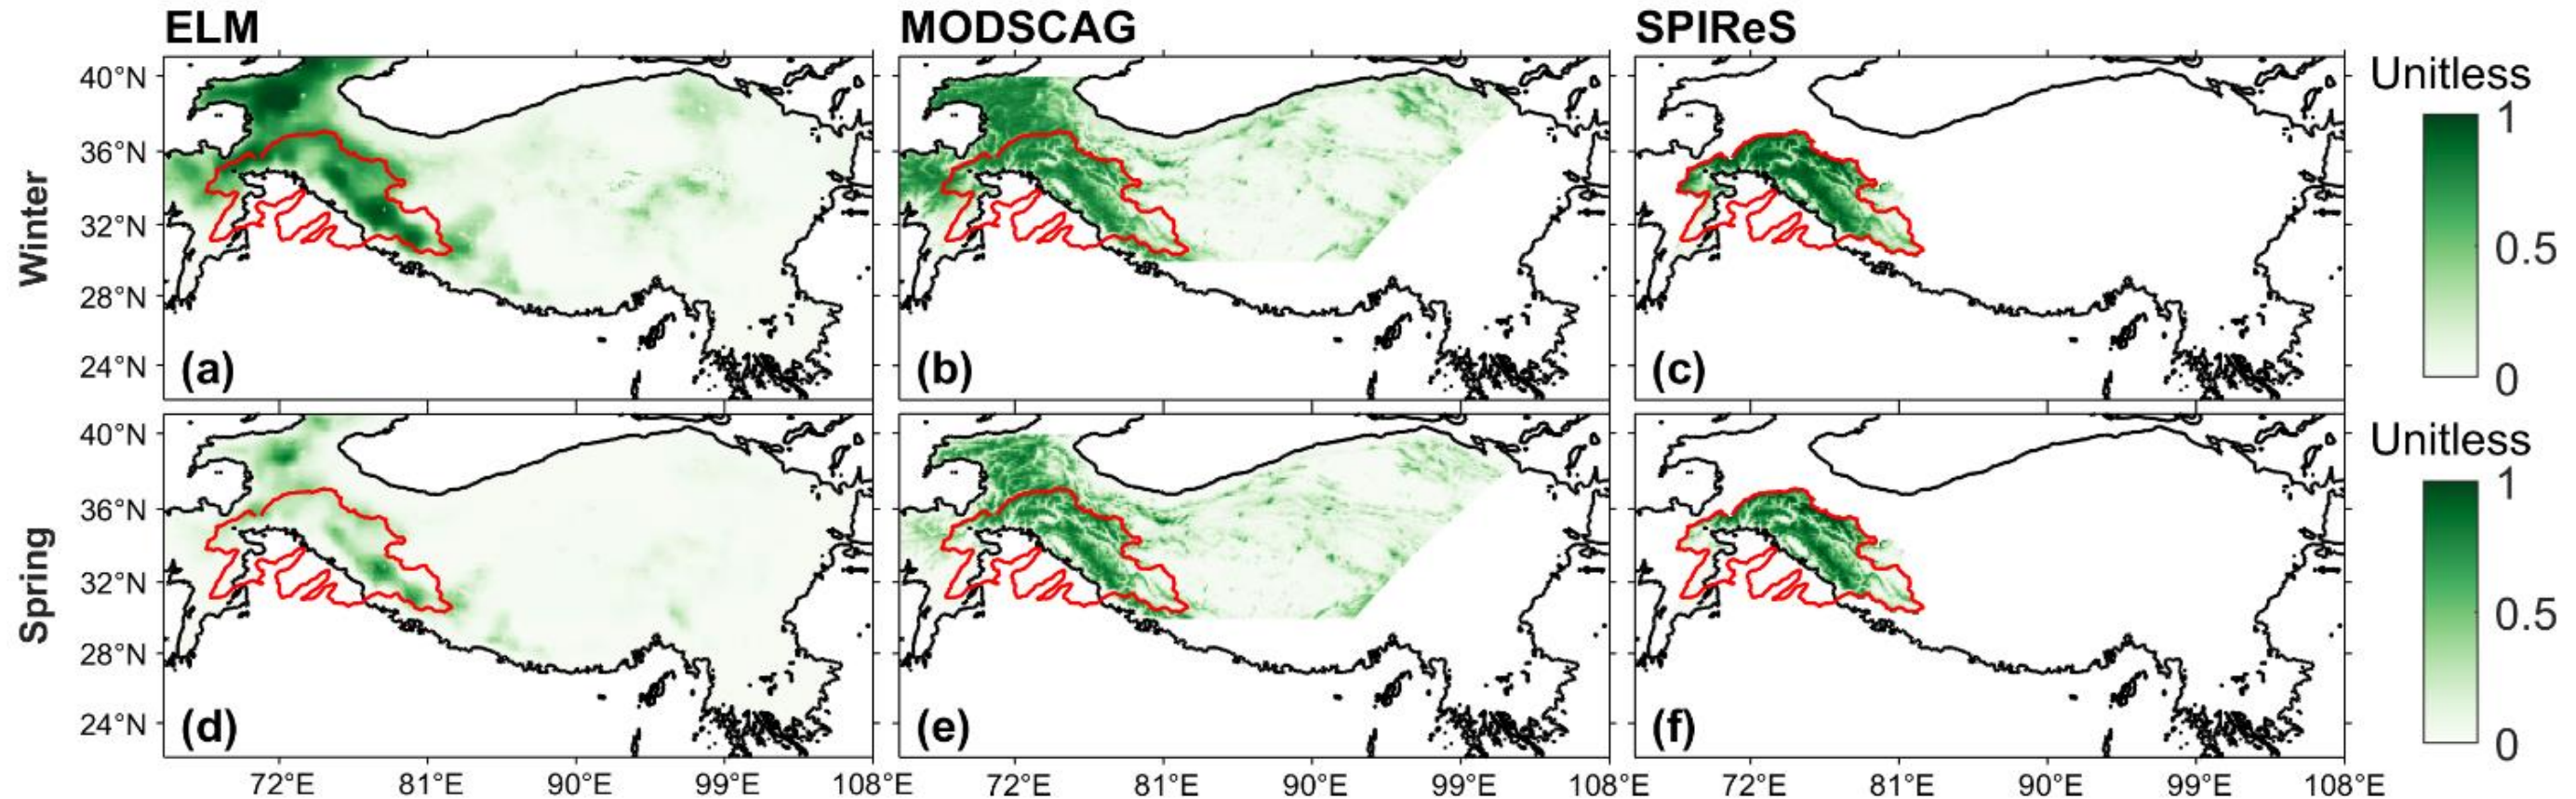 ELM MODSCAG SPIReS
Unitless
40°N
36°N
32°N
28°N
24°N
Winter
(a) (b) (c)
1
0.5
0
Unitless
40°N
36°N
32°N
28°N
24°N
Spring
(d) (e) (f)
1
0.5
0
72°E 81°E 90°E 99°E 108°E 72°E 81°E 90°E 99°E 108°E 72°E 81°E 90°E 99°E 108°E